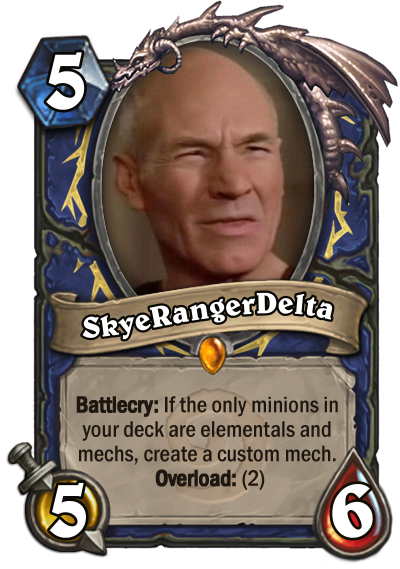 5
SkyeRangerDelta
Battlecry: If the only minions in
your deck are elementals and
mechs, create a custom mech.
Overload: (2)
5
6